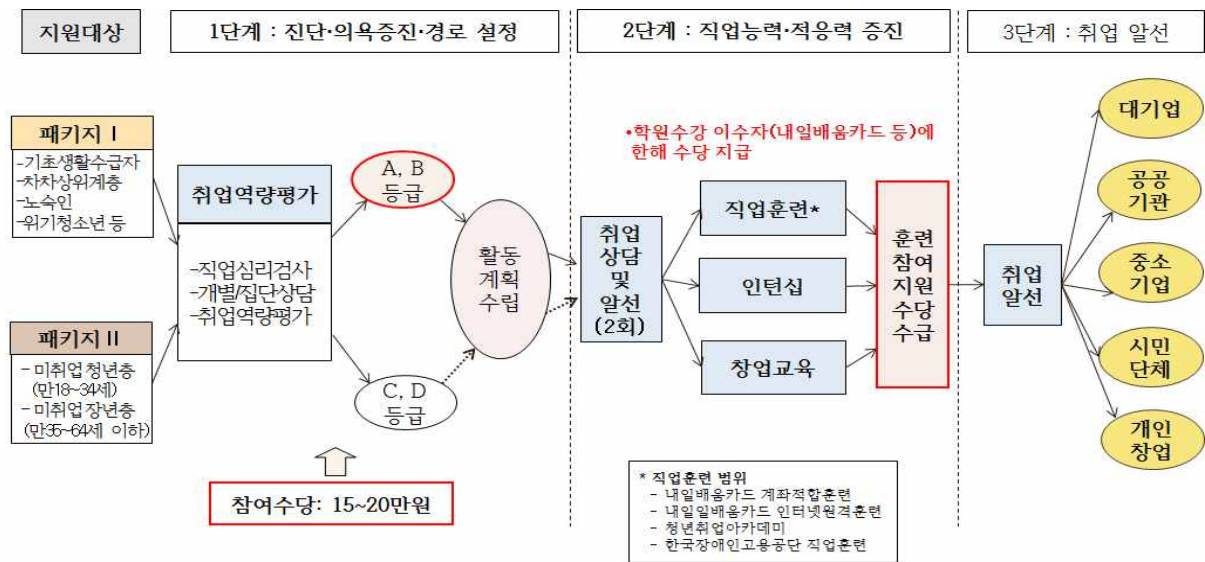 지원대상
1단계 : 진단·의욕증진·경로 설정
2단계 : 직업능력·적응력 증진
3단계 : 취업 알선
패키지 I
-기초생활수급자
-차차상위계층
-노숙인
-위기청소년 등
패키지 II
- 미취업 청년층
(만18~34세)
- 미취업 장년층
(만35~64세 이하)
취업역량평가
-직업심리검사
-개별/집단상담
-취업역량평가
A, B
등급
C, D
등급
활동
계획
수립
참여수당: 15~20만원
•학원수강 이수자(내일배움카드 등)에
한해 수당 지급
취업
상담
및
알선
(2회)
직업훈련*
인턴십
창업교육
훈련
참여
지원
수당
수급
* 직업훈련 범위
- 내일배움카드 계좌적합훈련
- 내일일배움카드 인터넷원격훈련
- 청년취업아카데미
- 한국장애인고용공단 직업훈련
취업
알선
대기업
공공
기관
중소
기업
시민
단체
개인
창업